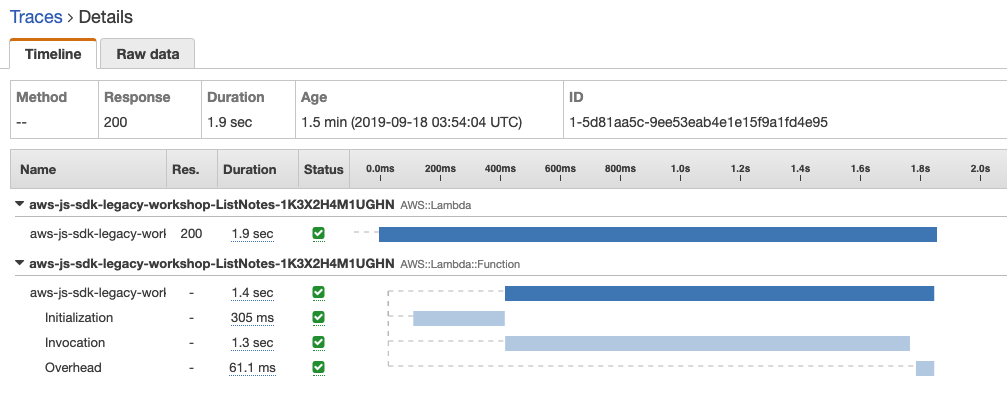 Traces > Details
Timeline Raw data
Method Response Duration Age ID
-- 200 1.9 sec 1.5 min (2019-09-18 03:54:04 UTC) 1-5d81aa5c-9ee53eab4e1e15f9a1fd4e95
Name Res. Duration Status 0.0ms 200ms 400ms 600ms 800ms 1.0s 1.2s 1.4s 1.6s 1.8s 2.0s
aws-js-sdk-legacy-workshop-ListNotes-1K3X2H4M1UGHN AWS::Lambda
aws-js-sdk-legacy-worl 200 1.9 sec
aws-js-sdk-legacy-workshop-ListNotes-1K3X2H4M1UGHN AWS::Lambda::Function
aws-js-sdk-legacy-worl - 1.4 sec
Initialization - 305 ms
Invocation - 1.3 sec
Overhead - 61.1 ms